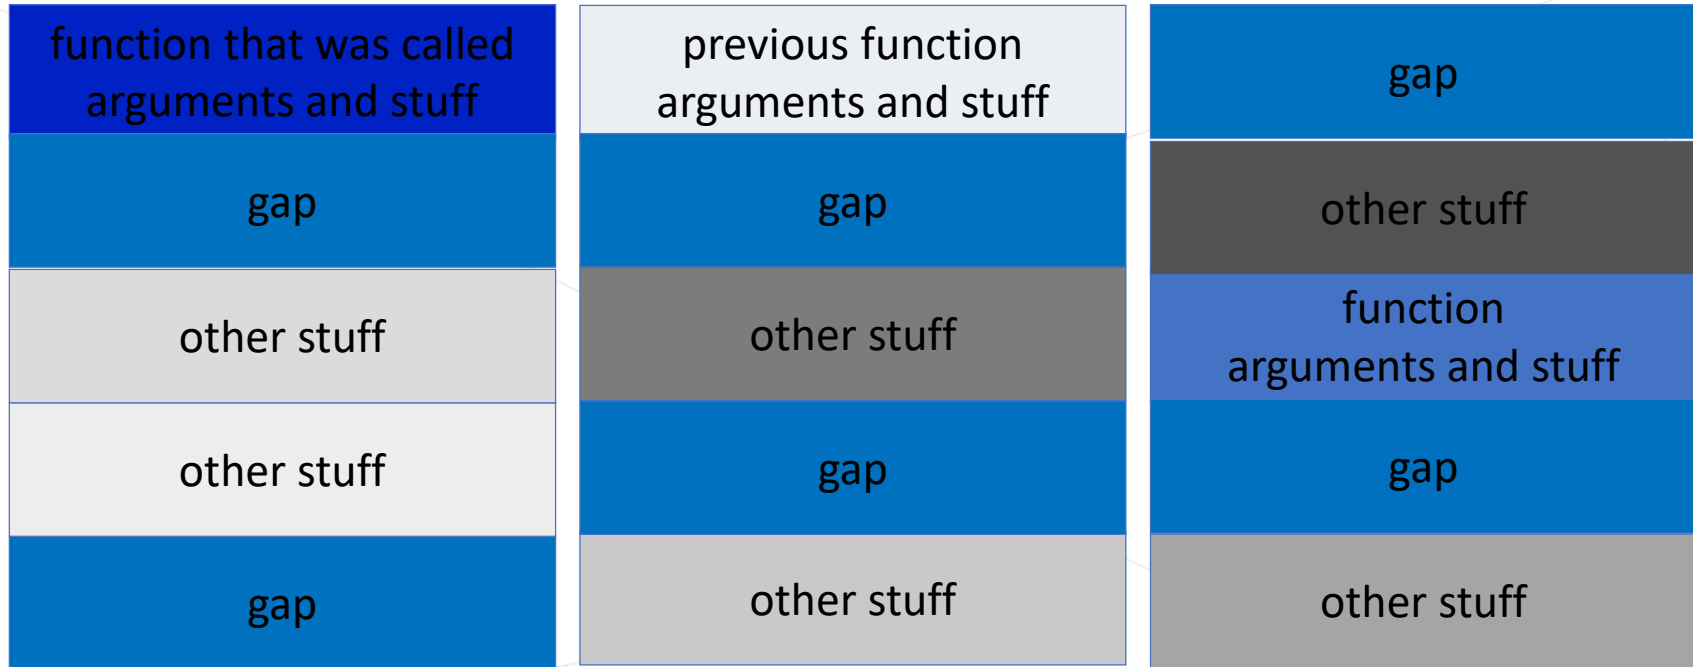 function that was called
arguments and stuff
gap
other stuff
other stuff
gap
previous function
arguments and stuff
gap
other stuff
gap
other stuff
gap
other stuff
function
arguments and stuff
gap
other stuff